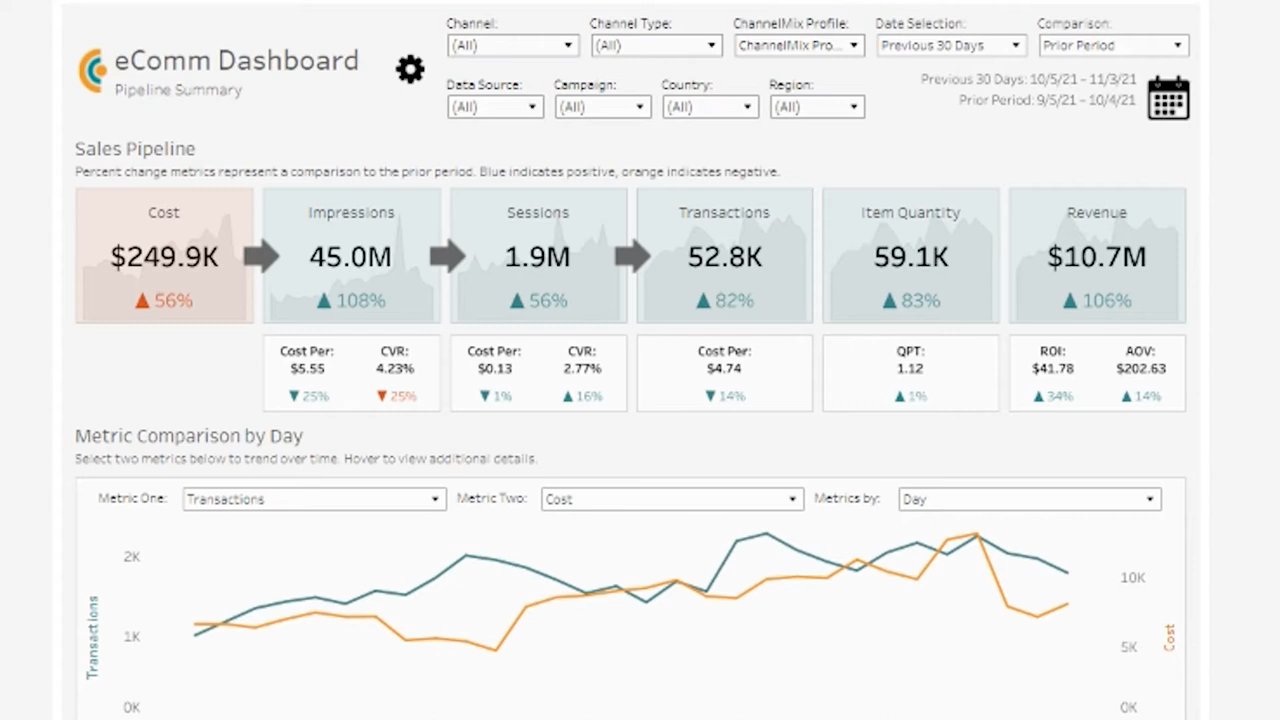 eComm Dashboard
Pipeline Summary
Channel: Channel Type: ChannelMix Profile: Date Selection: Comparison:
(All) (All) ChannelMix Pro... Previous 30 Days Prior Period
Data Source: Campaign: Country: Region:
(All) (All) (All) (All)
Previous 30 Days: 10/5/21 - 11/3/21
Prior Period: 9/5/21 - 10/4/21
Sales Pipeline
Percent change metrics represent a comparison to the prior period. Blue indicates positive, orange indicates negative.
Cost Impressions Sessions Transactions Item Quantity Revenue
$249.9K 45.0M 1.9M 52.8K 59.1K $10.7M
▲ 56% ▲ 108% ▲ 56% ▲ 82% ▲ 83% ▲ 106%
Cost Per: CVR: Cost Per: CVR: Cost Per: QPT: ROI: AOV:
$5.55 4.23% $0.13 2.77% $4.74 1.12 $41.78 $202.63
▼ 25% ▼ 25% ▼ 1% ▲ 16% ▼ 14% ▲ 1% ▲ 34% ▲ 14%
Metric Comparison by Day
Select two metrics below to trend over time. Hover to view additional details.
Metric One: Transactions Metric Two: Cost Metrics by: Day
2K
10K
Transactions
1K
Cost
5K
0K 0K